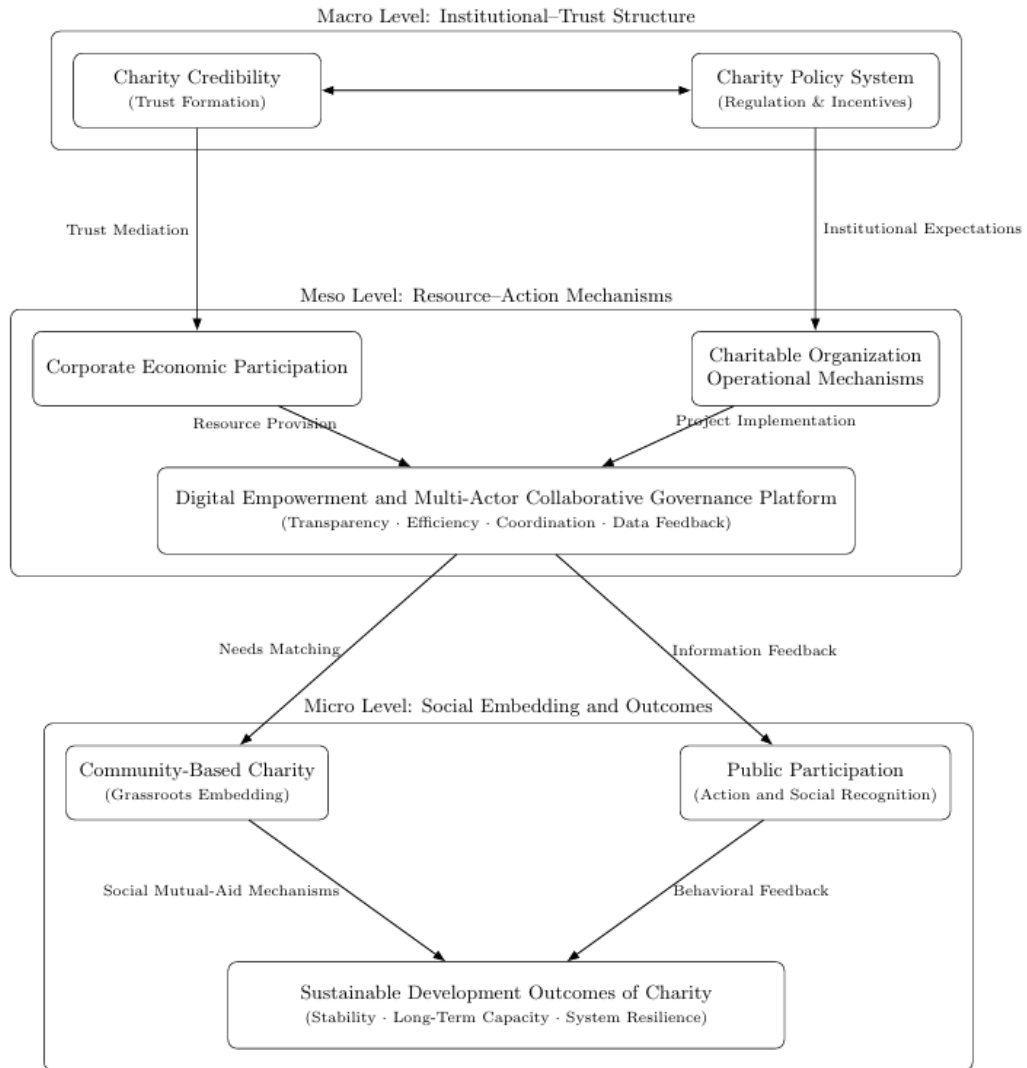 Macro Level: Institutional–Trust Structure
Charity Credibility
(Trust Formation)
Charity Policy System
(Regulation & Incentives)
Trust Mediation
Institutional Expectations
Meso Level: Resource–Action Mechanisms
Corporate Economic Participation
Charitable Organization
Operational Mechanisms
Resource Provision
Project Implementation
Digital Empowerment and Multi-Actor Collaborative Governance Platform
(Transparency · Efficiency · Coordination · Data Feedback)
Needs Matching
Information Feedback
Micro Level: Social Embedding and Outcomes
Community-Based Charity
(Grassroots Embedding)
Public Participation
(Action and Social Recognition)
Social Mutual-Aid Mechanisms
Behavioral Feedback
Sustainable Development Outcomes of Charity
(Stability · Long-Term Capacity · System Resilience)